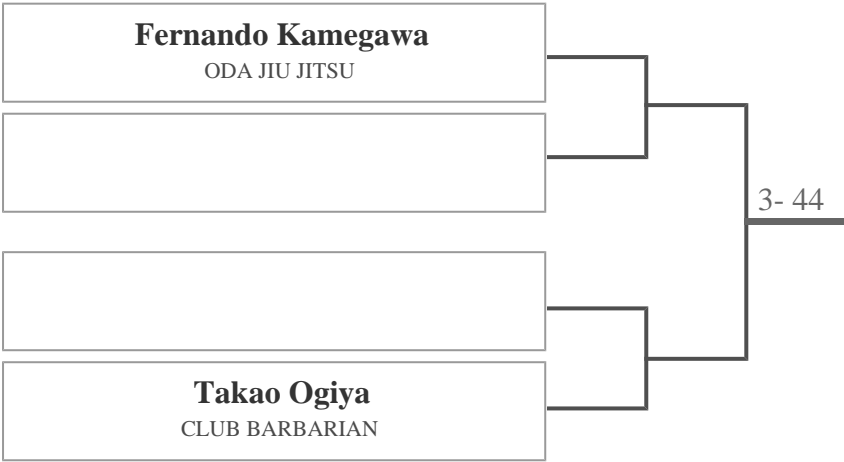 Fernando Kamegawa
ODA JIU JITSU
3- 44
Takao Ogiya
CLUB BARBARIAN